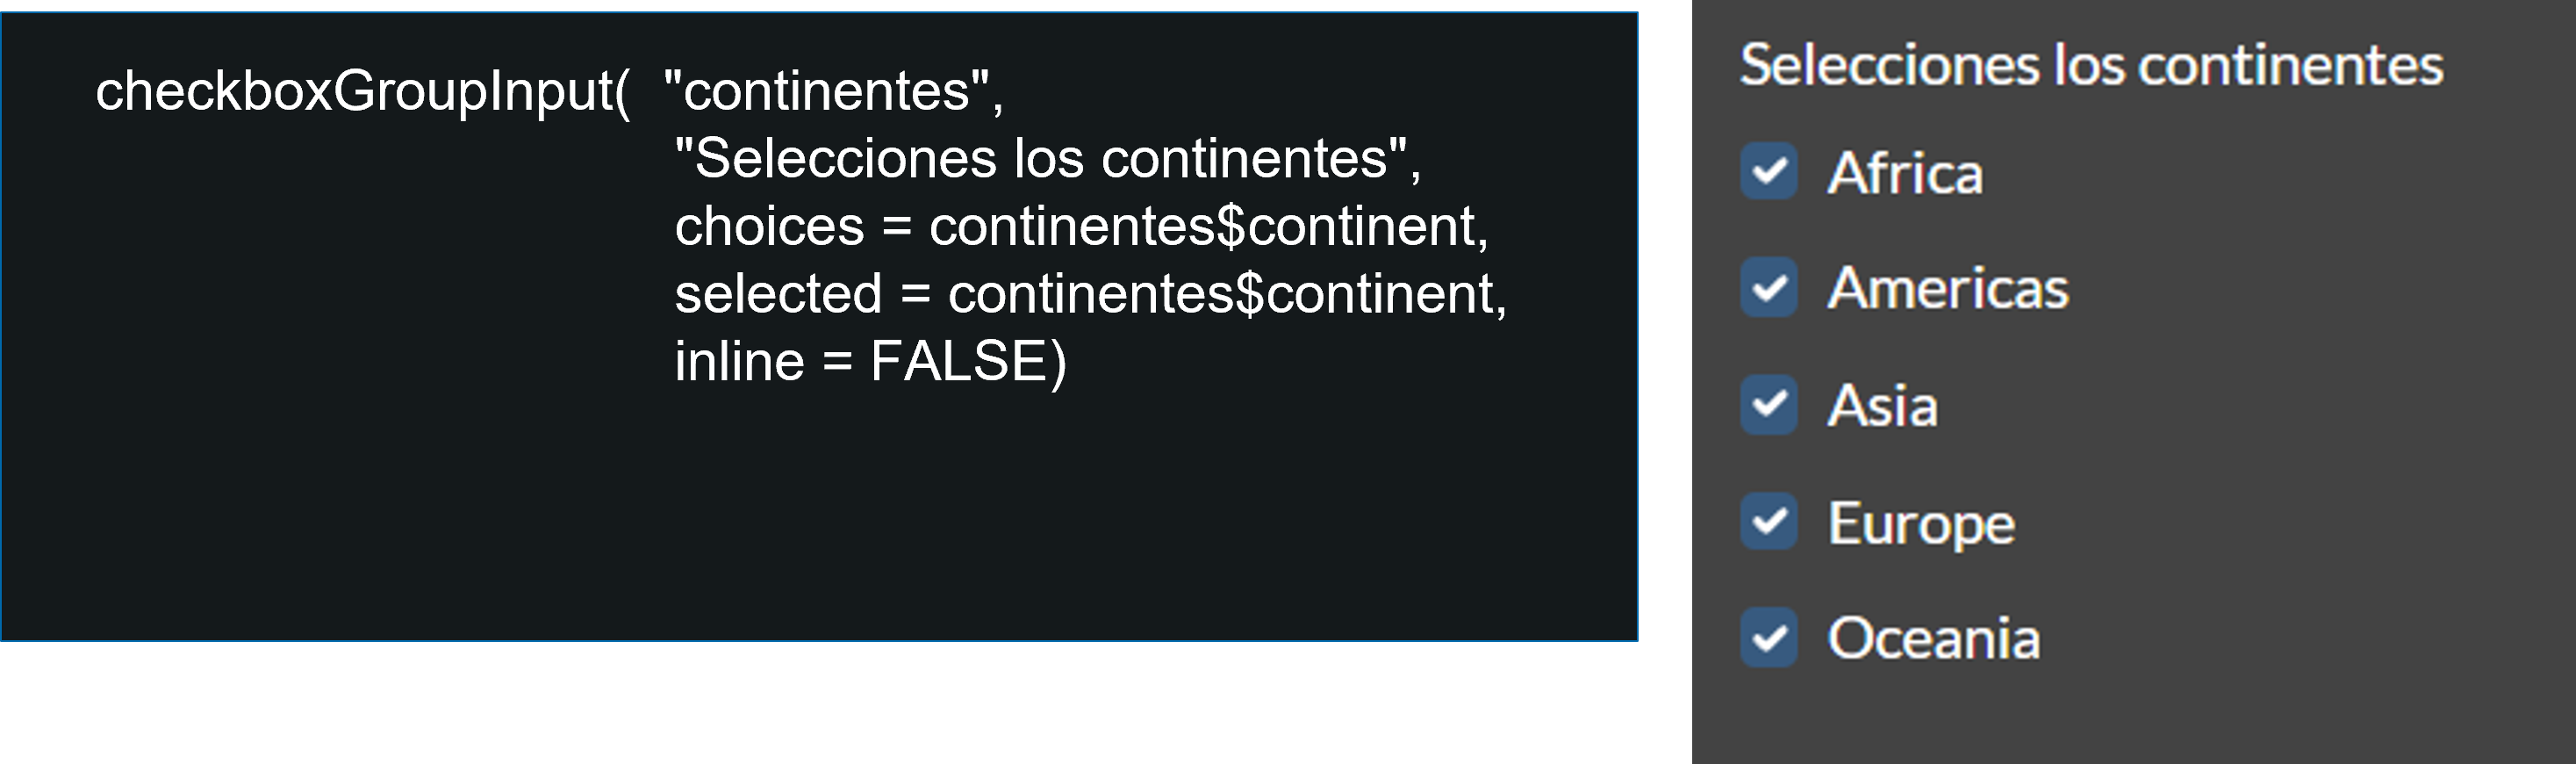 checkboxGroupInput( "continentes",
"Selecciones los continentes",
choices = continentes$continent,
selected = continentes$continent,
inline = FALSE)
Selecciones los continentes
Africa
Americas
Asia
Europe
Oceania